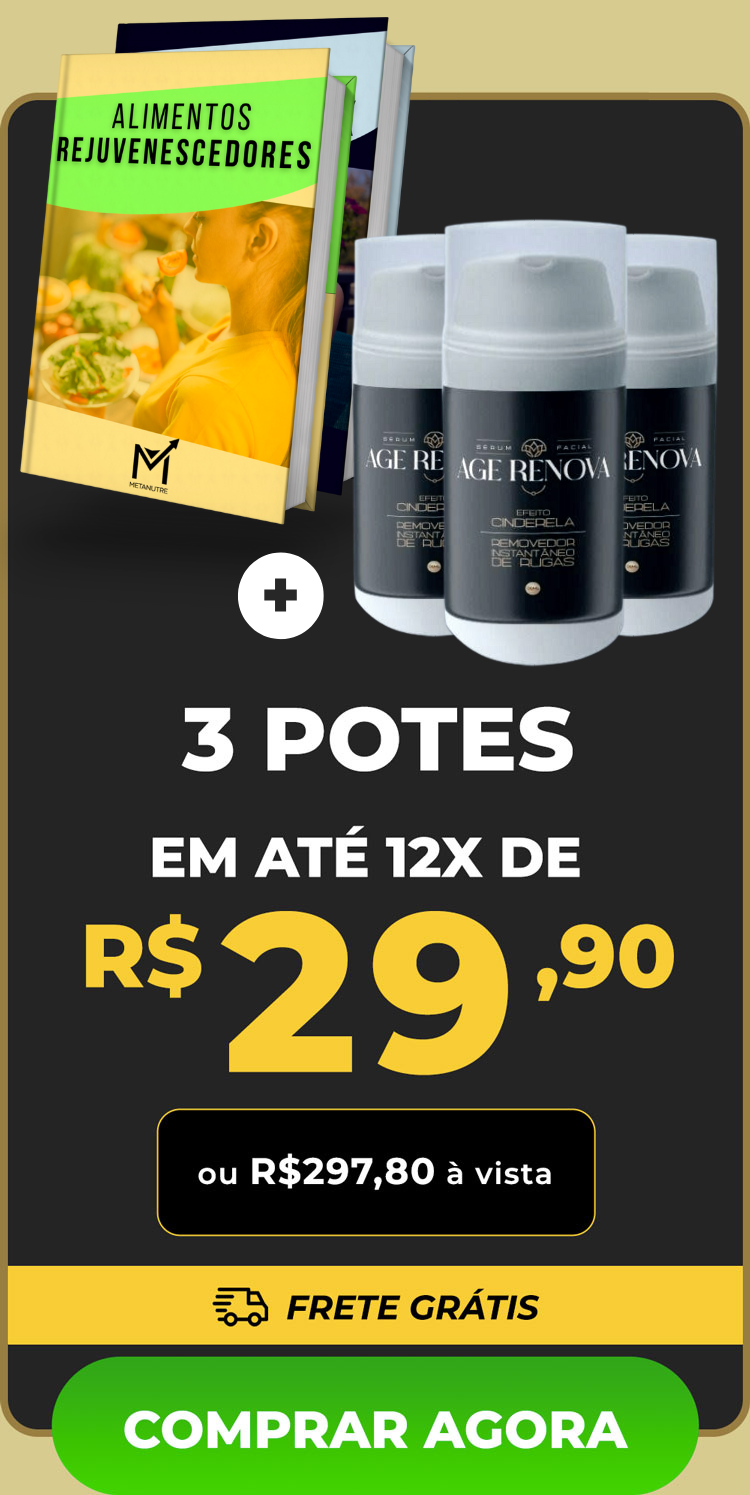 ALIMENTOS
REJUVENESCEDORES
METANUTRE
SERUM FACIAL
AGE RENOVA
EFEITO
CINDERELA
REMOVEDOR
INSTANTÂNEO
DE RUGAS
+
3 POTES
EM ATÉ 12X DE
R$29,90
ou R$297,80 à vista
FRETE GRÁTIS
COMPRAR AGORA